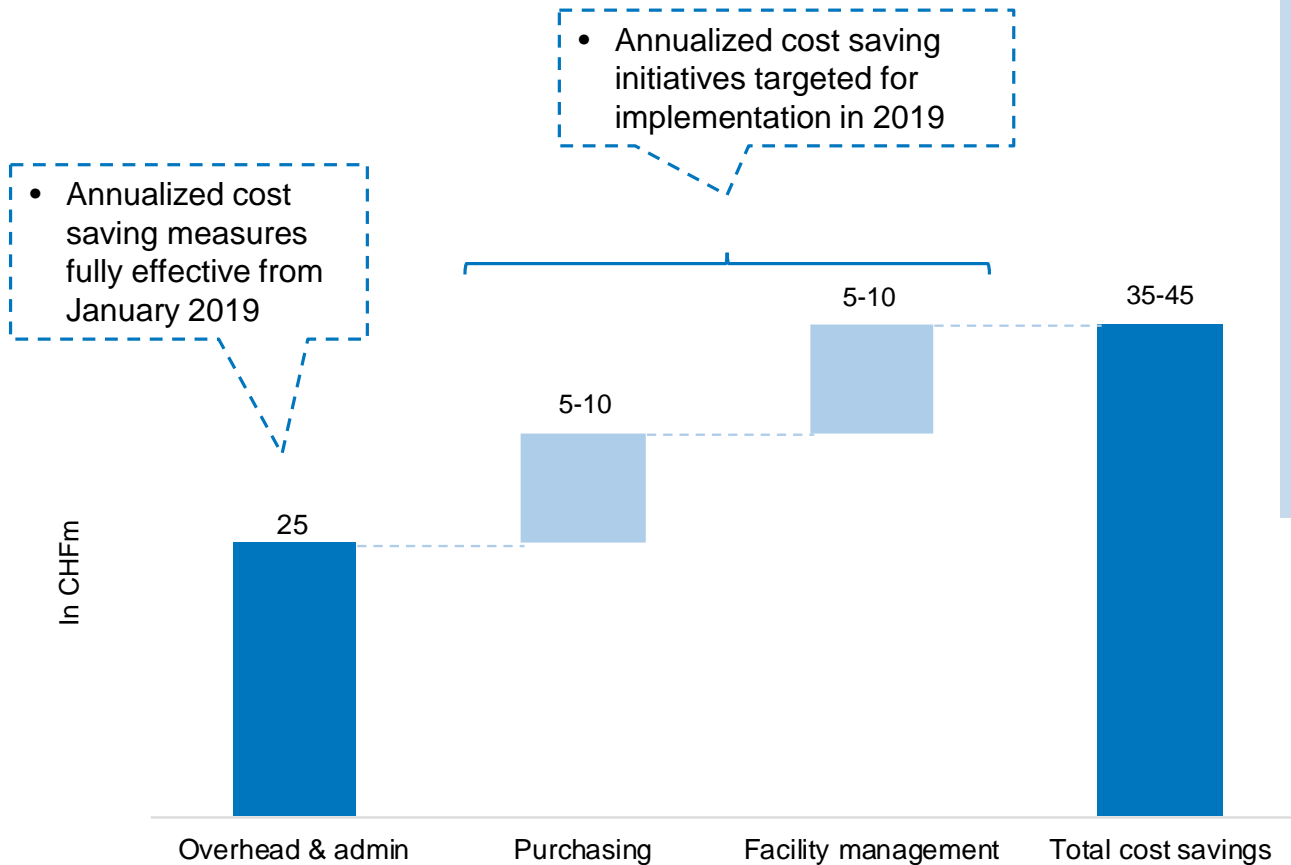 • Annualized cost saving
initiatives targeted for
implementation in 2019
• Annualized cost
saving measures
fully effective from
January 2019
5-10
35-45
5-10
25
In CHFm
Overhead & admin
Purchasing
Facility management
Total cost savings